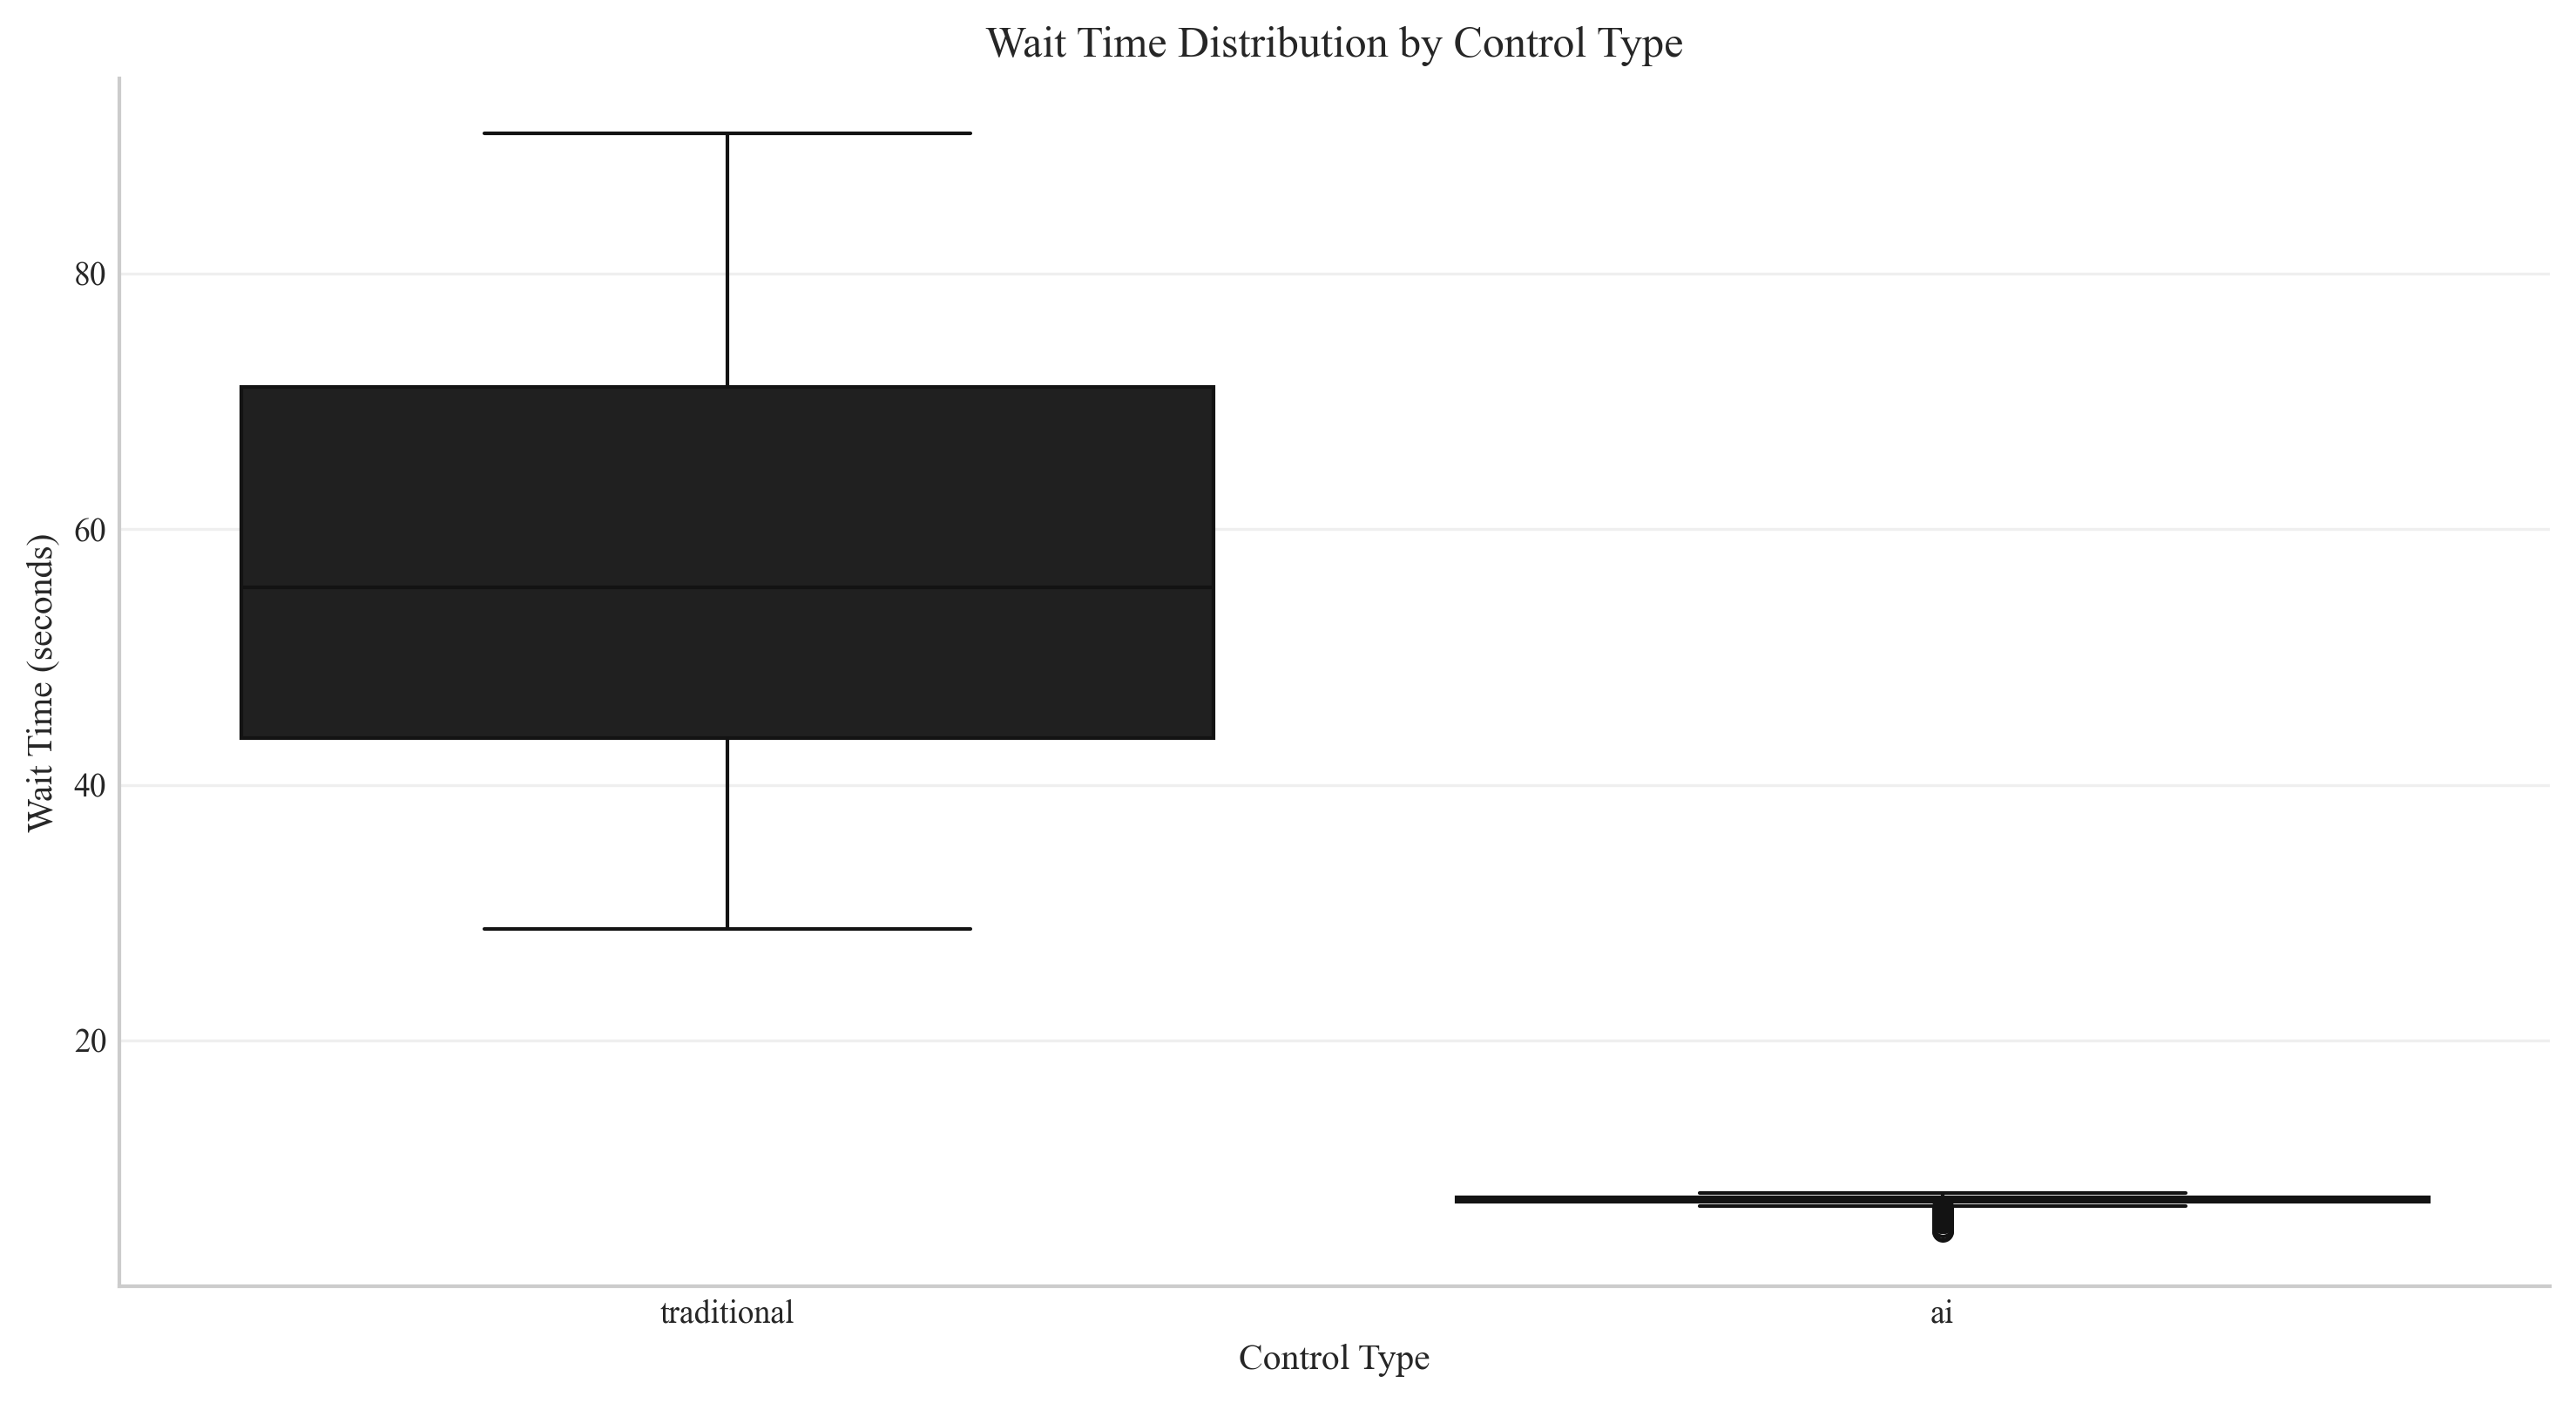 Wait Time Distribution by Control Type
Wait Time (seconds)
80
60
40
20
traditional
ai
Control Type